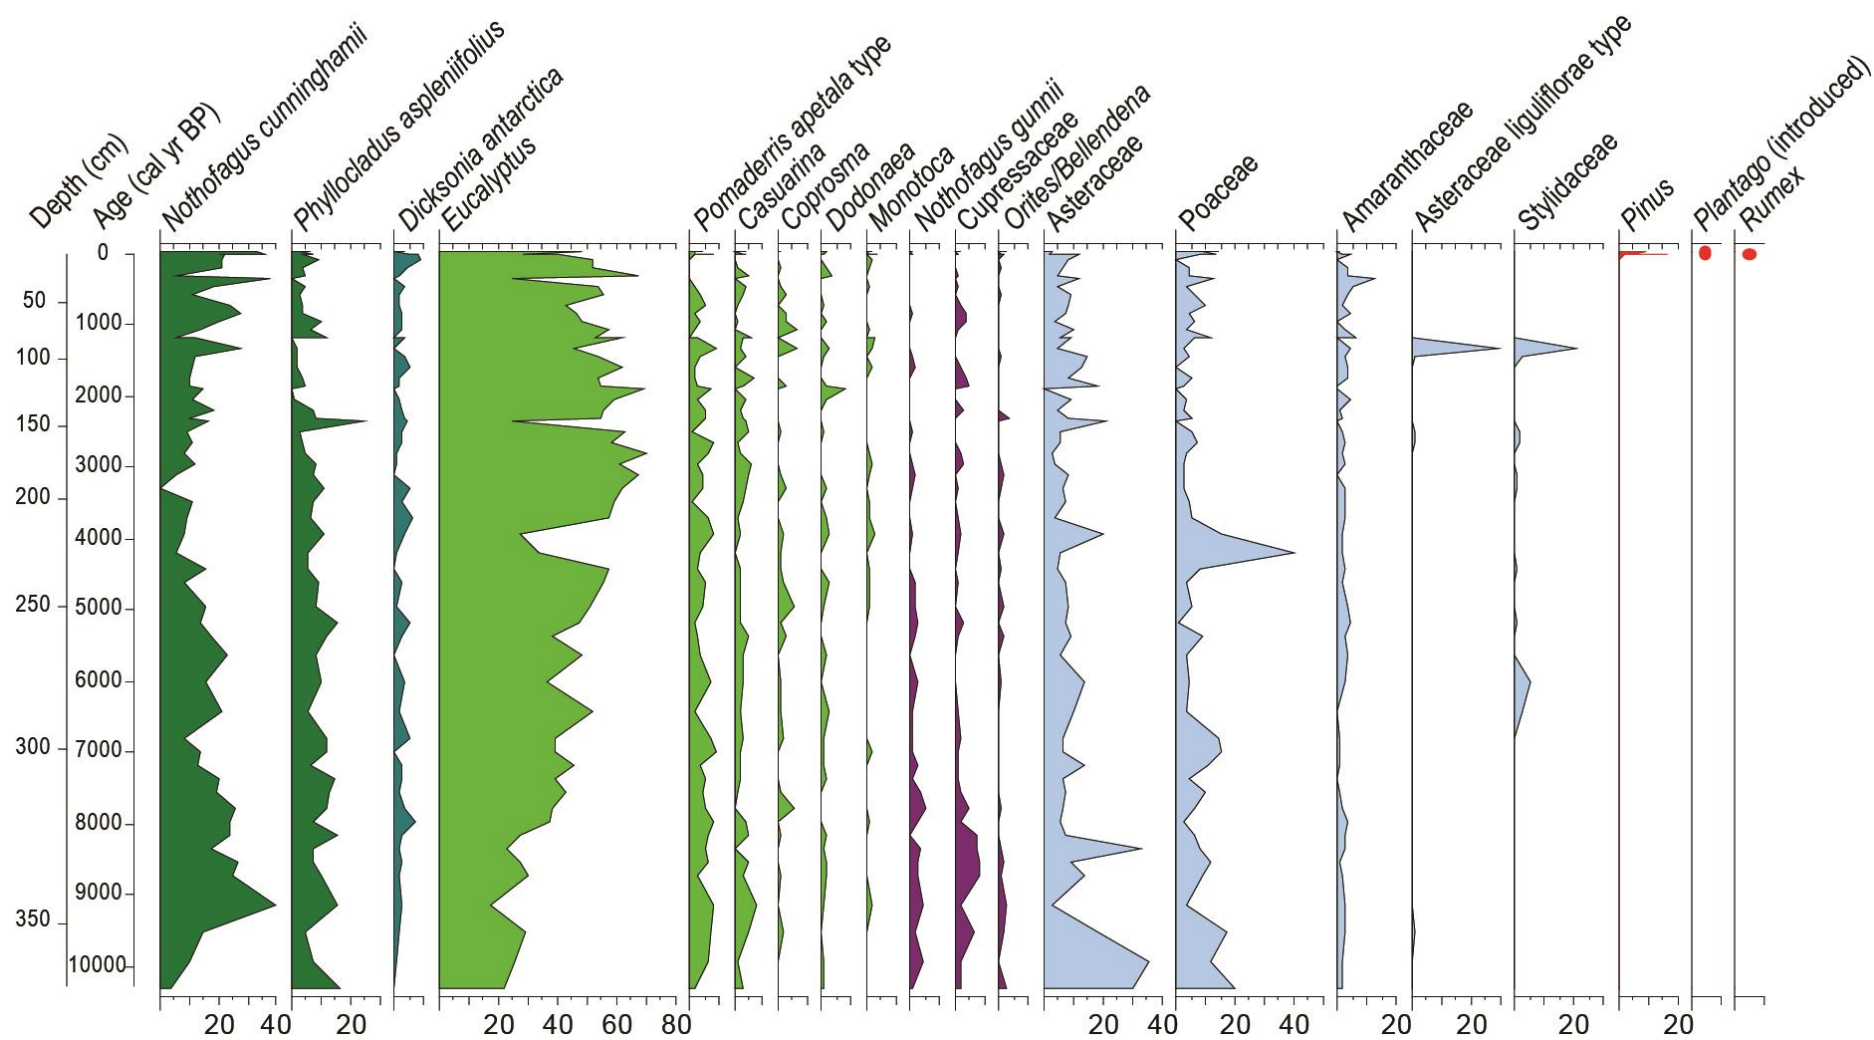 Depth (cm)
Age (cal yr BP)
Nothofagus cunninghamii
Phyllocladus aspleniifolius
Dicksonia antarctica
Eucalyptus
Pomaderris apetala type
Casuarina
Coprosma
Dodonaea
Monotoca
Nothofagus gunnii
Cupressaceae
Orites/Bellendena
Asteraceae
Poaceae
Amaranthaceae
Asteraceae liguliflorae type
Stylidaceae
Pinus
Plantago (introduced)
Rumex
0
50
1000
100
2000
150
3000
200
4000
250
5000
6000
300
7000
8000
9000
350
10000
20 40 20 20 40 60 80 20 40 20 40 20 20 20 20